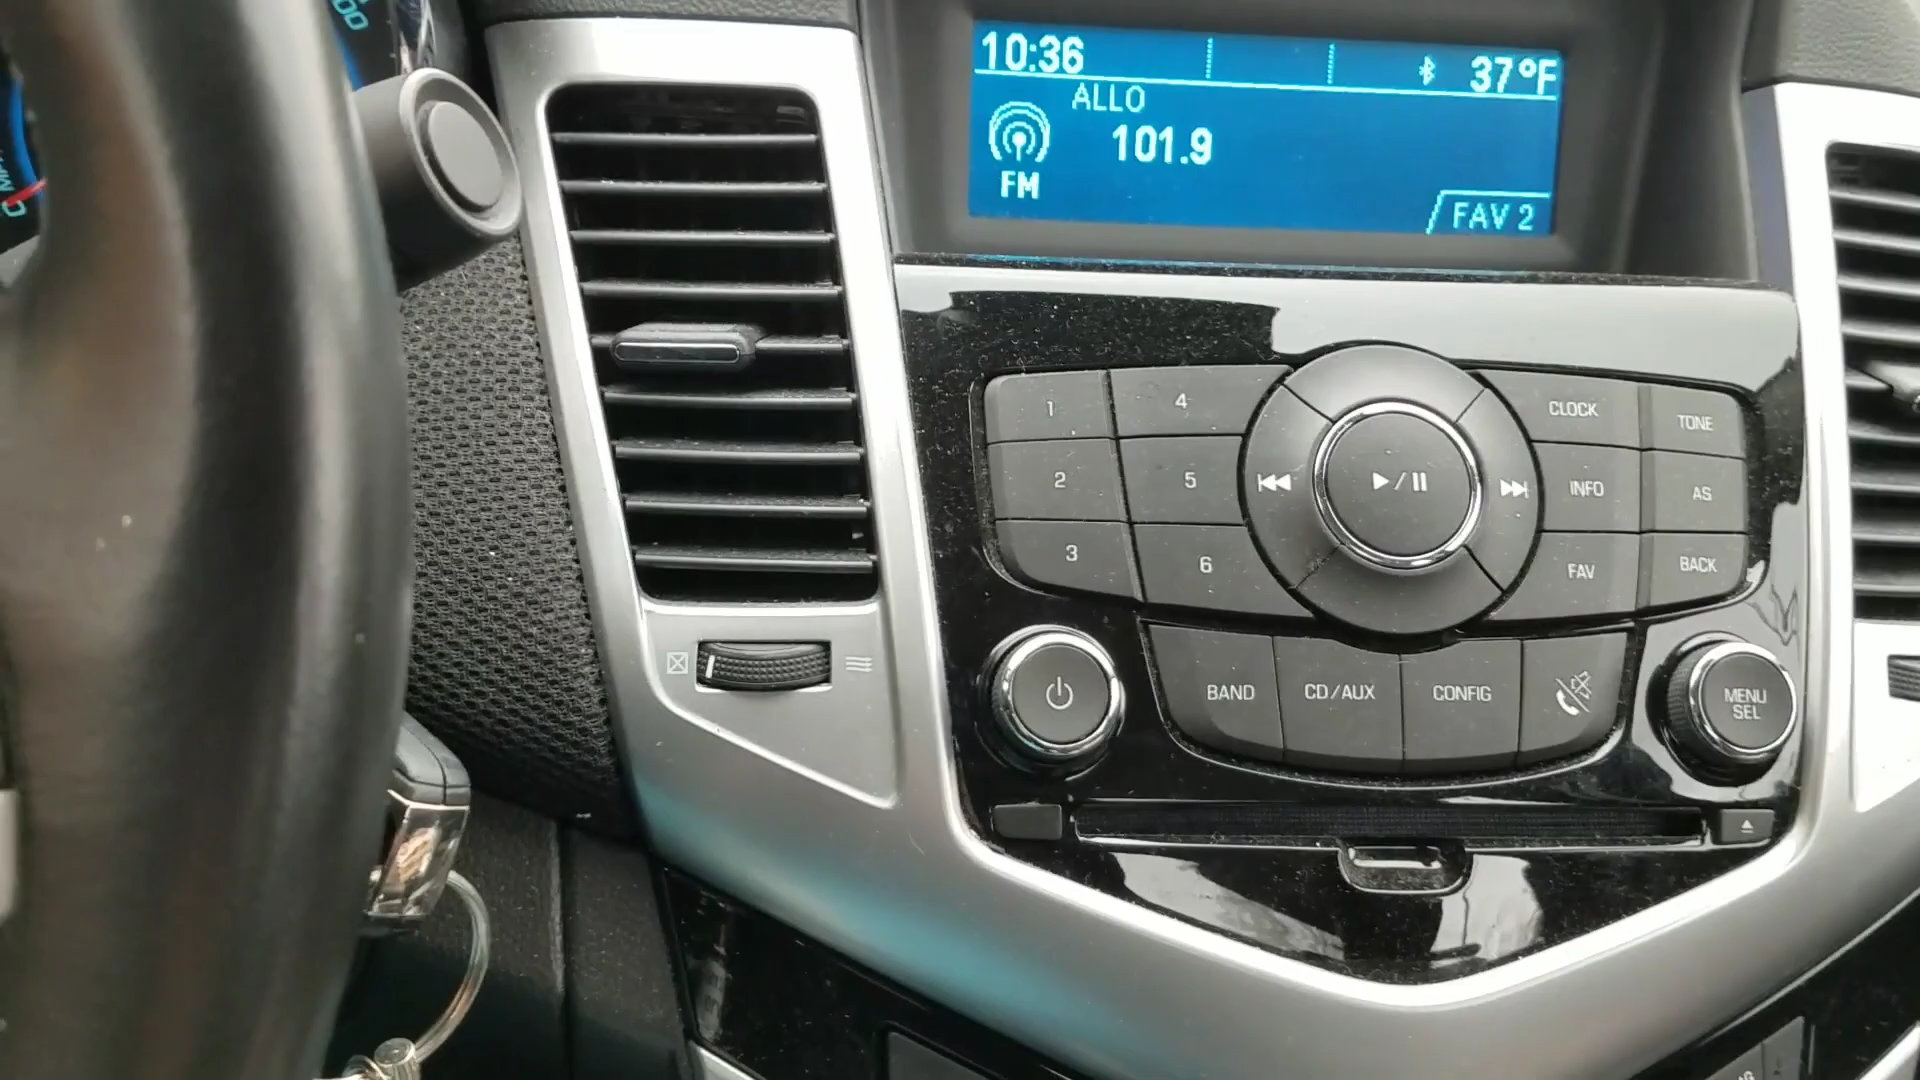 10:36
37°F
ALLO
101.9
FM
FAV 2
1
4
CLOCK
TONE
2
5
INFO
AS
3
6
FAV
BACK
BAND
CD/AUX
CONFIG
MENU
SEL